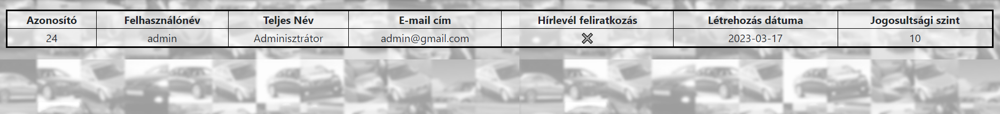 Azonosító Felhasználónév Teljes Név E-mail cím Hírlevél feliratkozás Létrehozás dátuma Jogosultsági szint
24 admin Adminisztrátor admin@gmail.com 2023-03-17 10